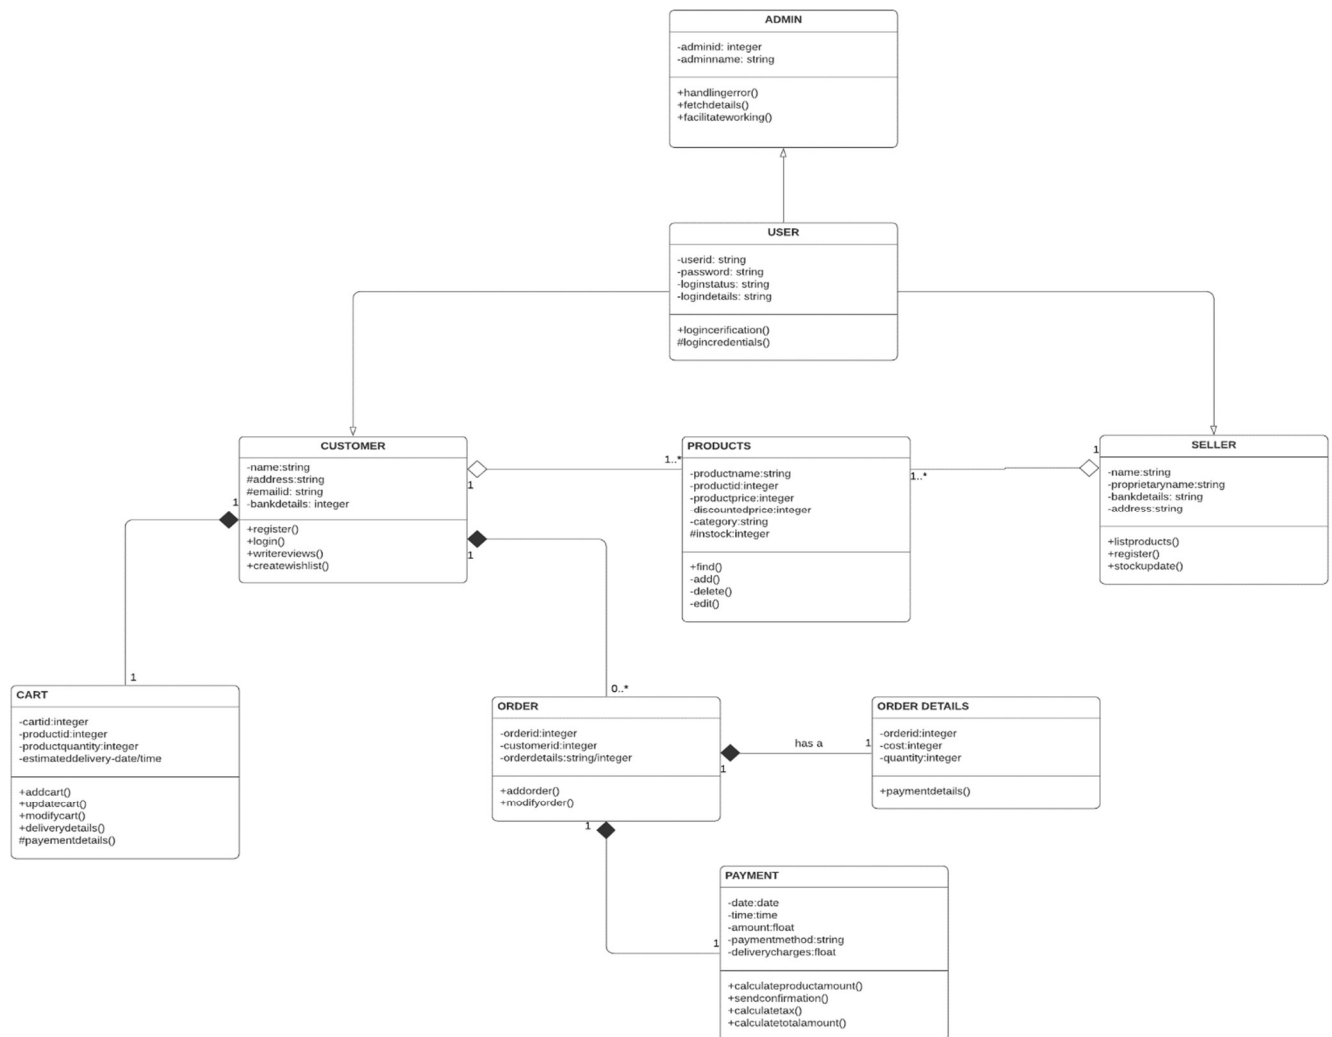 ADMIN
-adminid: integer
-adminname: string
+handlingerror()
+fetchdetails()
+facilitateworking()
USER
-userid: string
-password: string
-loginstatus: string
-logindetails: string
+logincerification()
#logincredentials()
CUSTOMER
-name:string
#address:string
#emailid: string
-bankdetails: integer
+register()
+login()
+writereviews()
+createwishlist()
1
1
1
1..*
PRODUCTS
-productname:string
-productid:integer
-productprice:integer
-discountedprice:integer
-category:string
#instock:integer
+find()
-add()
-delete()
-edit()
1..*
1
SELLER
-name:string
-proprietaryname:string
-bankdetails: string
-address:string
+listproducts()
+register()
+stockupdate()
1
CART
-cartid:integer
-productid:integer
-productquantity:integer
-estimateddelivery-date/time
+addcart()
+updatecart()
+modifycart()
+deliverydetails()
#payementdetails()
0..*
ORDER
-orderid:integer
-customerid:integer
-orderdetails:string/integer
+addorder()
+modifyorder()
1
has a
1
ORDER DETAILS
-orderid:integer
-cost:integer
-quantity:integer
+paymentdetails()
1
1
PAYMENT
-date:date
-time:time
-amount:float
-paymentmethod:string
-deliverycharges:float
+calculateproductamount()
+sendconfirmation()
+calculatetax()
+calculatetotalamount()